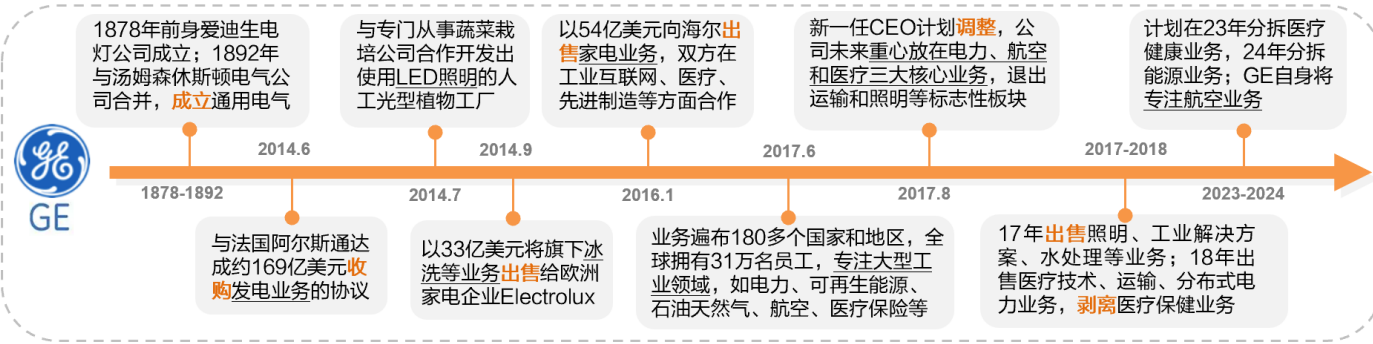 1878年前身爱迪生电
灯公司成立；1892年
与汤姆森休斯顿电气公
司合并，成立通用电气
与专门从事蔬菜栽
培公司合作开发出
使用LED照明的人
工光型植物工厂
以54亿美元向海尔出
售家电业务，双方在
工业互联网、医疗、
先进制造等方面合作
新一任CEO计划调整，公
司未来重心放在电力、航空
和医疗三大核心业务，退出
运输和照明等标志性板块
计划在23年分拆医疗
健康业务，24年分拆
能源业务；GE自身将
专注航空业务
GE
GE
2014.6
2014.9
2017.6
2017-2018
1878-1892
2014.7
2016.1
2017.8
2023-2024
与法国阿尔斯通达
成约169亿美元收
购发电业务的协议
以33亿美元将旗下冰
洗等业务出售给欧洲
家电企业Electrolux
业务遍布180多个国家和地区，全
球拥有31万名员工，专注大型工
业领域，如电力、可再生能源、
石油天然气、航空、医疗保险等
17年出售照明、工业解决方
案、水处理等业务；18年出
售医疗技术、运输、分布式电
力业务，剥离医疗保健业务